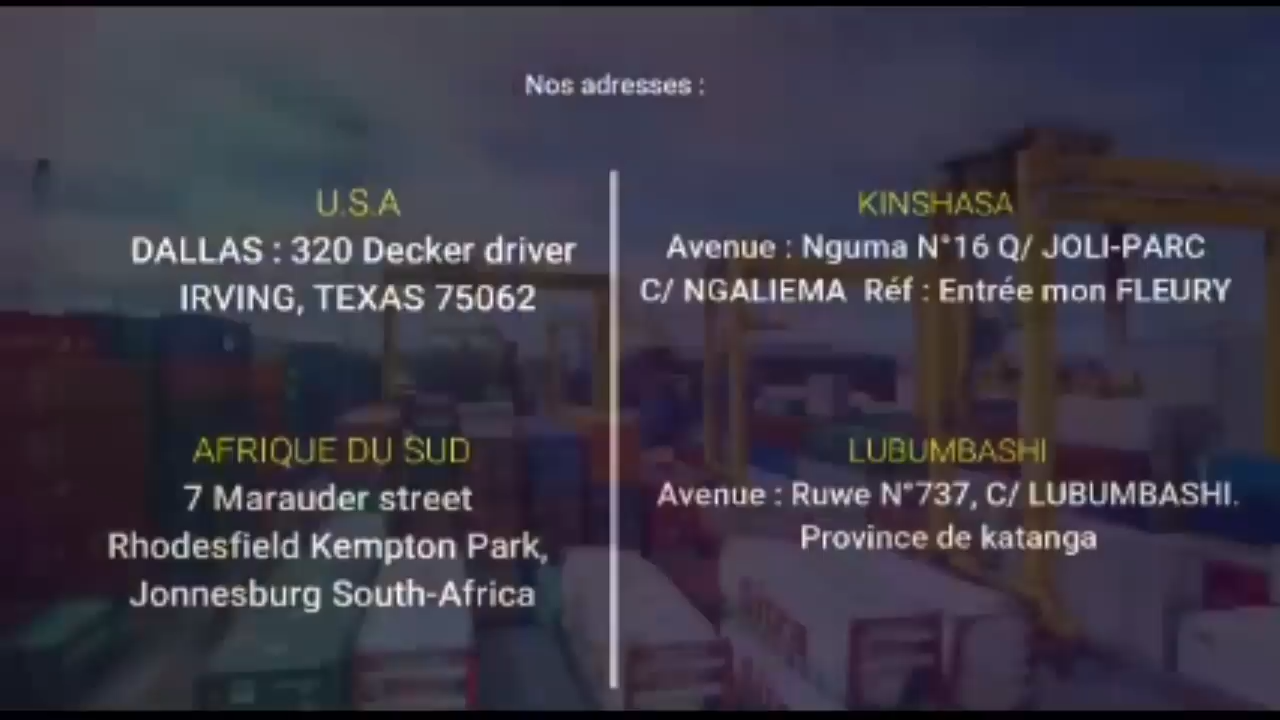 Nos adresses :
U.S.A
DALLAS : 320 Decker driver
IRVING, TEXAS 75062
AFRIQUE DU SUD
7 Marauder street
Rhodesfield Kempton Park,
Jonnesburg South-Africa
KINSHASA
Avenue : Nguma N°16 Q/ JOLI-PARC
C/ NGALIEMA Réf : Entrée mon FLEURY
LUBUMBASHI
Avenue : Ruwe N°737, C/ LUBUMBASHI.
Province de katanga